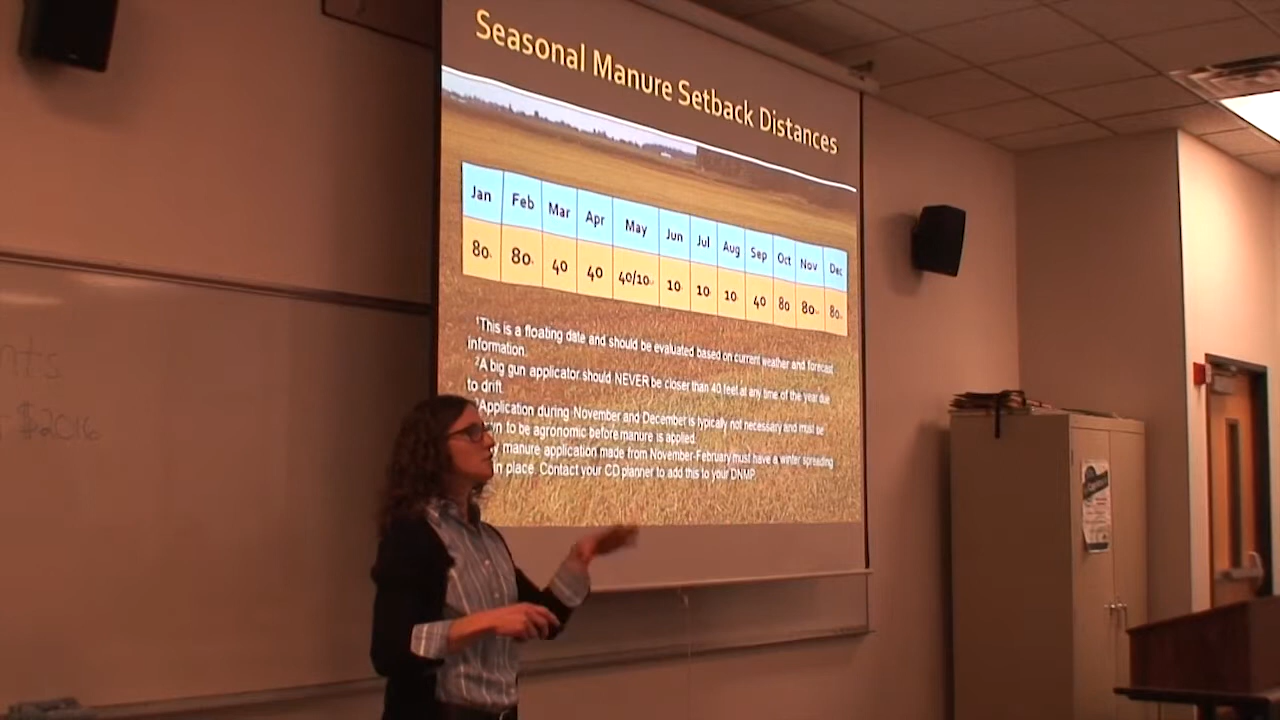 Seasonal Manure Setback Distances
Jan Feb Mar Apr May Jun Jul Aug Sep Oct Nov Dec
80 80 40 40 40/10 10 10 10 40 80 80 80
¹This is a floating date and should be evaluated based on current weather and forecast
information.
²A big gun applicator should NEVER be closer than 40 feet at any time of the year due
to drift.
Application during November and December is typically not necessary and must be
to be agronomic before manure is applied.
manure application made from November-February must have a winter spreading
in place. Contact your CD planner to add this to your DNMP.
$2016